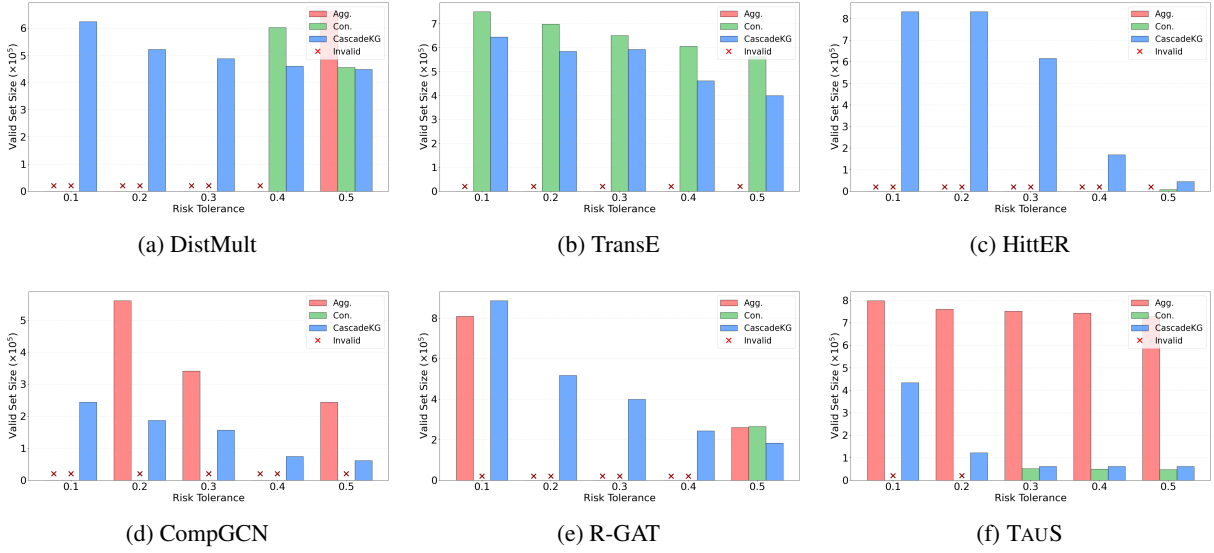 Valid Set Size (×10⁵)
6
5
4
3
2
1
0
0.1 0.2 0.3 0.4 0.5
Risk Tolerance
Agg.
Con.
CascadeKG
Invalid
(a) DistMult
Valid Set Size (×10⁵)
7
6
5
4
3
2
1
0
0.1 0.2 0.3 0.4 0.5
Risk Tolerance
Agg.
Con.
CascadeKG
Invalid
(b) TransE
Valid Set Size (×10⁵)
8
7
6
5
4
3
2
1
0
0.1 0.2 0.3 0.4 0.5
Risk Tolerance
Agg.
Con.
CascadeKG
Invalid
(c) HittER
Valid Set Size (×10⁵)
5
4
3
2
1
0
0.1 0.2 0.3 0.4 0.5
Risk Tolerance
Agg.
Con.
CascadeKG
Invalid
(d) CompGCN
Valid Set Size (×10⁵)
8
6
4
2
0
0.1 0.2 0.3 0.4 0.5
Risk Tolerance
Agg.
Con.
CascadeKG
Invalid
(e) R-GAT
Valid Set Size (×10⁵)
8
7
6
5
4
3
2
1
0
0.1 0.2 0.3 0.4 0.5
Risk Tolerance
Agg.
Con.
CascadeKG
Invalid
(f) TAUS